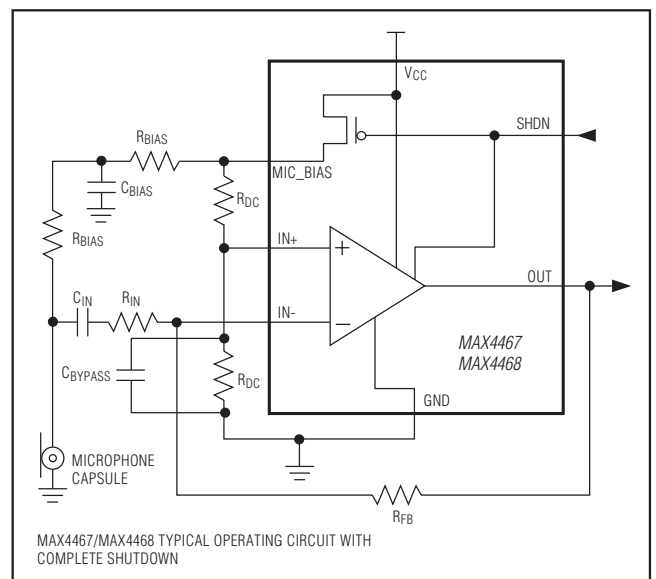 VCC
SHDN
RBIAS
MIC_BIAS
CBIAS
RDC
RBIAS
IN+
+
OUT
CIN
RIN
IN-
−
MAX4467
MAX4468
CBYPASS
RDC
GND
MICROPHONE
CAPSULE
RFB
MAX4467/MAX4468 TYPICAL OPERATING CIRCUIT WITH
COMPLETE SHUTDOWN